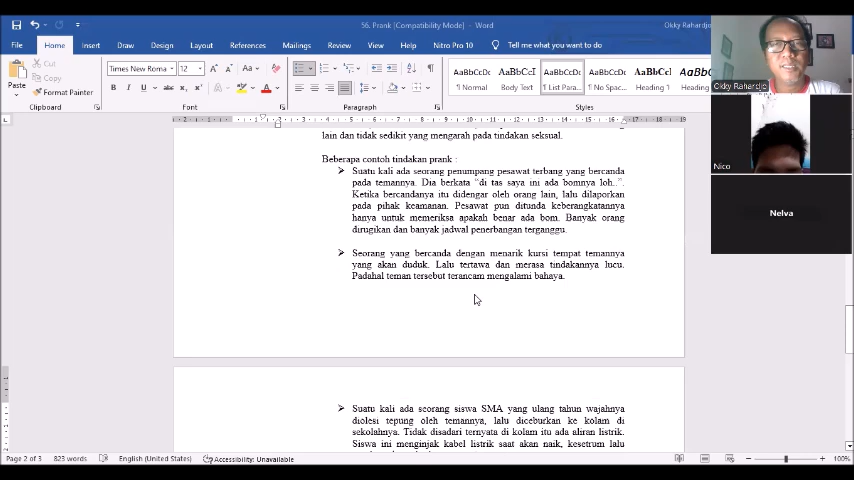 56. Prank [Compatibility Mode] - Word
Okky Rahardjo
File Home Insert Draw Design Layout References Mailings Review View Help Nitro Pro 10 Tell me what you want to do
Paste
Cut
Copy
Format Painter
Times New Roma 12
AaBbCcDc AaBbCcI AaBbCcDc AaBbCcDc AaBbCcI AaBbC
¶ Normal Body Text ¶ List Para... ¶ No Spac... Heading 1 Heading
Clipboard Font Paragraph Styles
Okky Rahardjo
Nico
Nelva
lain dan tidak sedikit yang mengarah pada tindakan seksual.
Beberapa contoh tindakan prank :
Suatu kali ada seorang penumpang pesawat terbang yang bercanda
pada temannya. Dia berkata “di tas saya ini ada bomnya loh..”.
Ketika bercandanya itu didengar oleh orang lain, lalu dilaporkan
pada pihak keamanan. Pesawat pun ditunda keberangkatannya
hanya untuk memeriksa apakah benar ada bom. Banyak orang
dirugikan dan banyak jadwal penerbangan terganggu.
Seorang yang bercanda dengan menarik kursi tempat temannya
yang akan duduk. Lalu tertawa dan merasa tindakannya lucu.
Padahal teman tersebut terancam mengalami bahaya.
Suatu kali ada seorang siswa SMA yang ulang tahun wajahnya
diolesi tepung oleh temannya, lalu diceburkan ke kolam di
sekolahnya. Tidak disadari ternyata di kolam itu ada aliran listrik.
Siswa ini menginjak kabel listrik saat akan naik, kesetrum lalu
Page 2 of 3 823 words English (United States) Accessibility: Unavailable 100%